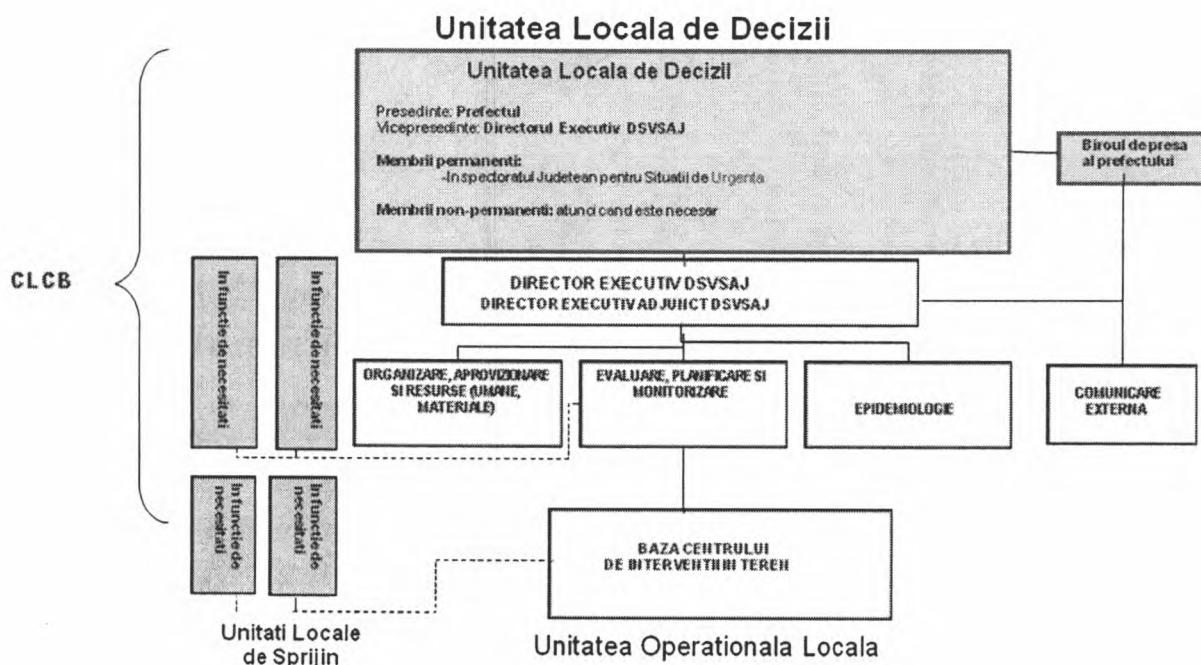 Unitatea Locala de Decizii
Unitatea Locala de Decizii
Presedinte: Prefectul
Vicepresedinte: Directorul Executiv DSVSAJ
Membrii permanenti:
-Inspectoratul Judetean pentru Situatii de Urgenta
Membrii non-permanenti: atunci cand este necesar
Biroul de presa
al prefectului
CLCB
In functie de necesitati
In functie de necesitati
DIRECTOR EXECUTIV DSVSAJ
DIRECTOR EXECUTIV ADJUNCT DSVSAJ
ORGANIZARE, APROVIZIONARE
SI RESURSE (UMANE,
MATERIALE)
EVALUARE, PLANIFICARE SI
MONITORIZARE
EPIDEMIOLOGIE
COMUNICARE
EXTERNA
In functie de
necesitati
In functie de
necesitati
BAZA CENTRULUI
DE INTERVENTII IN TEREN
Unitati Locale
de Sprijin
Unitatea Operationala Locala